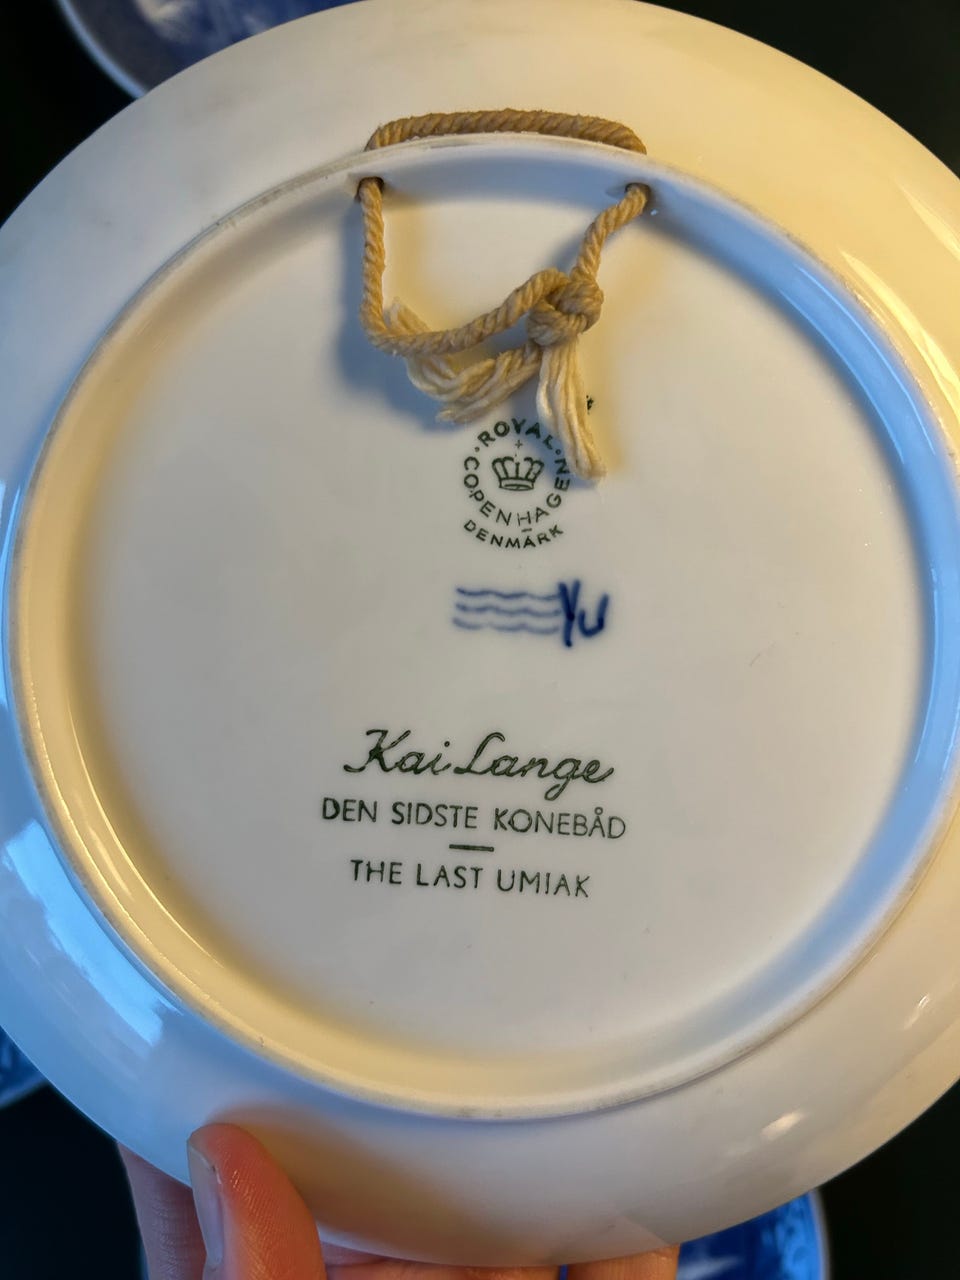 ROYAL
COPENHAGEN
DENMARK
Kai Lange
DEN SIDSTE KONEBÅD
THE LAST UMIAK